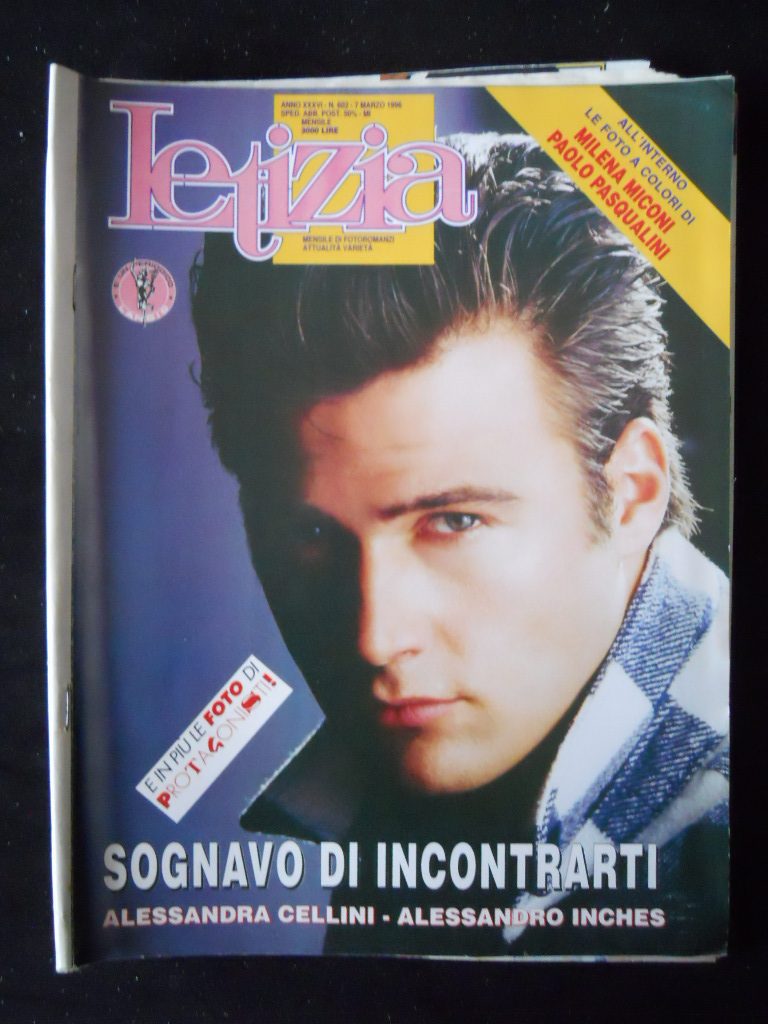 ANNO XXXVI - N. 602 - 7 MARZO 1996
SPED. ABB. POST. 50% - MI
MENSILE
3000 LIRE
letizia
MENSILE DI FOTOROMANZI
ATTUALITÀ VARIETÀ
ALL'INTERNO
LE FOTO A COLORI DI
MILENA MICONI
PAOLO PASQUALINI
E IN PIÙ LE FOTO DI
PROTAGONISTI!
SOGNAVO DI INCONTRARTI
ALESSANDRA CELLINI - ALESSANDRO INCHES